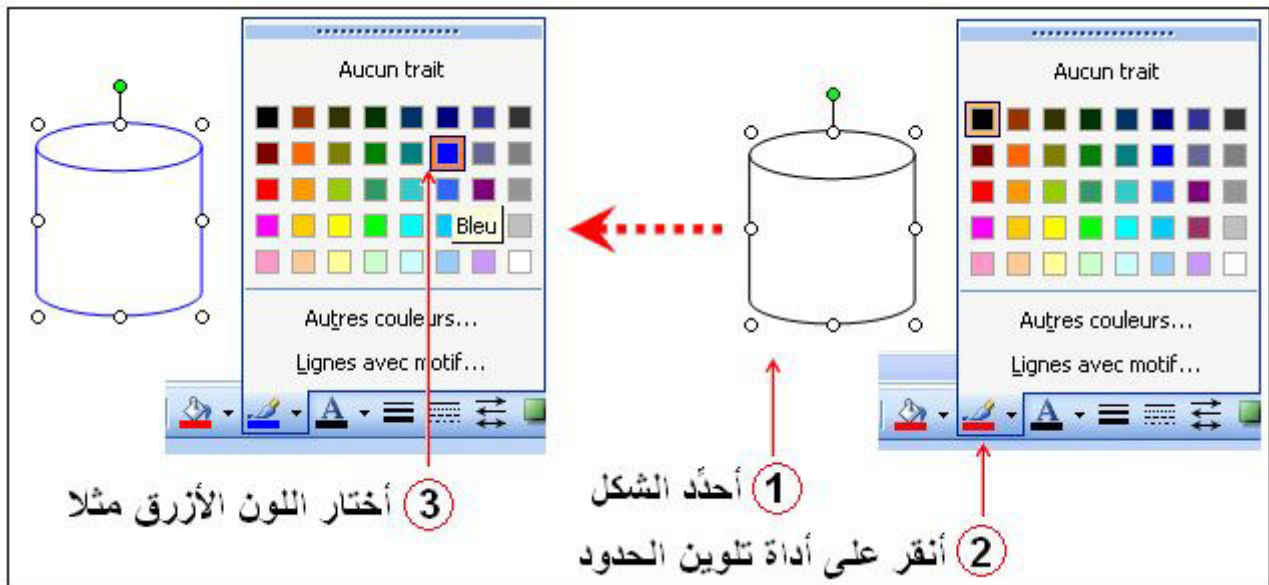 Aucun trait
Autres couleurs...
Lignes avec motif...
A
1 أحدِّد الشكل
2 أنقر على أداة تلوين الحدود
Aucun trait
Bleu
Autres couleurs...
Lignes avec motif...
A
3 أختار اللون الأزرق مثلا